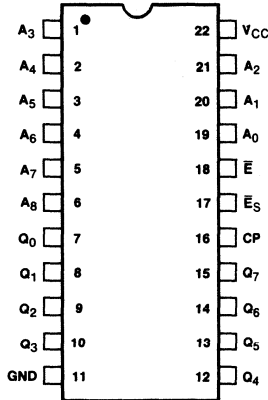 A3 1 22 VCC
A4 2 21 A2
A5 3 20 A1
A6 4 19 A0
A7 5 18 E̅
A8 6 17 E̅S
Q0 7 16 CP
Q1 8 15 Q7
Q2 9 14 Q6
Q3 10 13 Q5
GND 11 12 Q4